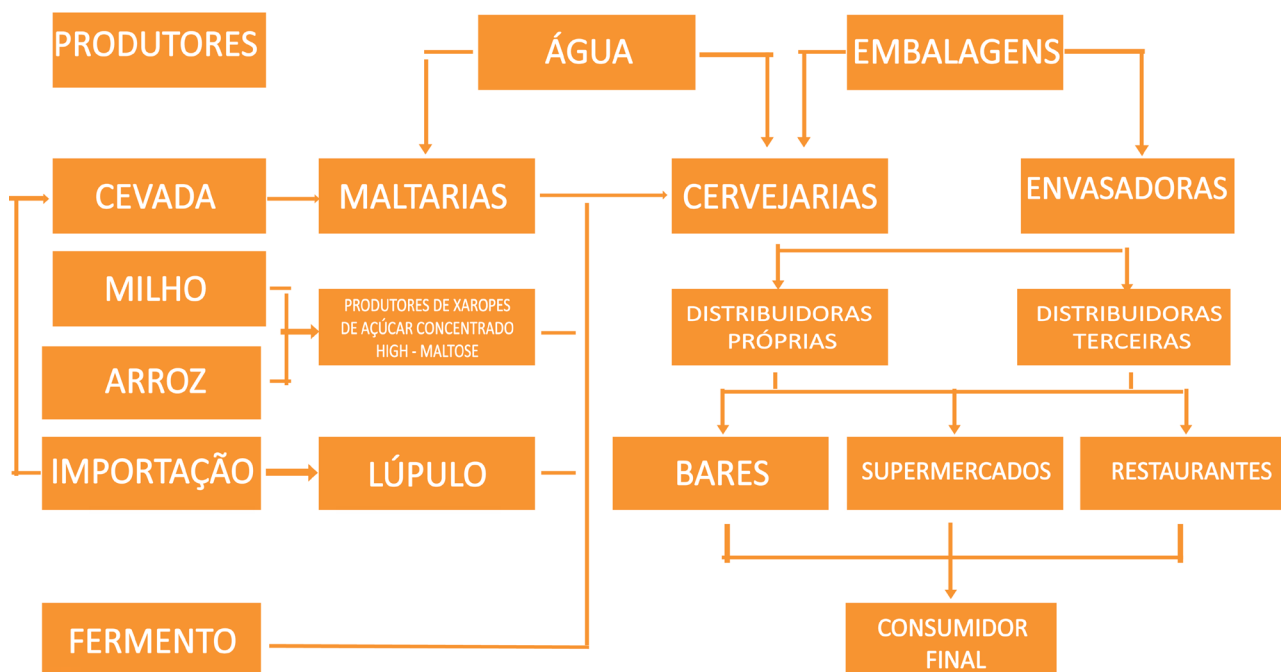 PRODUTORES
ÁGUA
EMBALAGENS
CEVADA
MALTARIAS
CERVEJARIAS
ENVASADORAS
MILHO
PRODUTORES DE XAROPES
DE AÇÚCAR CONCENTRADO
HIGH - MALTOSE
DISTRIBUIDORAS
PRÓPRIAS
DISTRIBUIDORAS
TERCEIRAS
ARROZ
IMPORTAÇÃO
LÚPULO
BARES
SUPERMERCADOS
RESTAURANTES
FERMENTO
CONSUMIDOR
FINAL